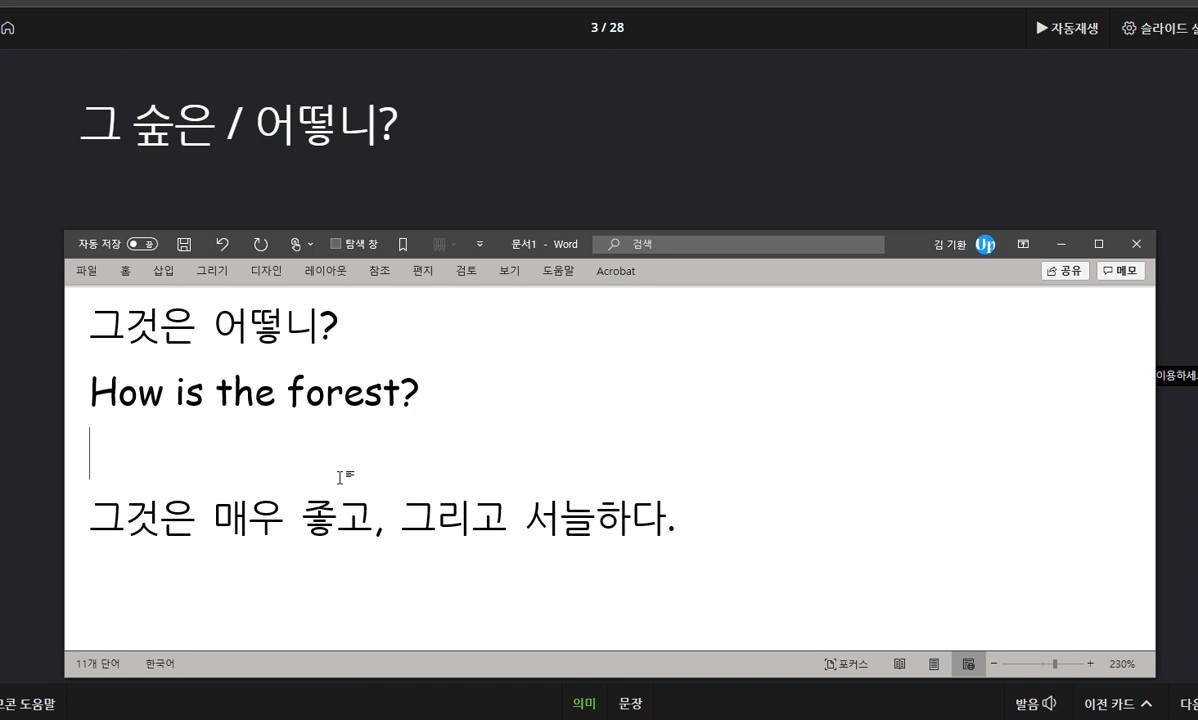 3 / 28
자동재생
슬라이드
그 숲은 / 어떻니?
자동 저장 끔
탐색 창
문서1 - Word
검색
김 기환
Up
파일 홈 삽입 그리기 디자인 레이아웃 참조 편지 검토 보기 도움말 Acrobat
공유 메모
그것은 어떻니?
How is the forest?
이용하세
그것은 매우 좋고, 그리고 서늘하다.
11개 단어 한국어
포커스
230%
도움말
의미 문장
발음
이전 카드